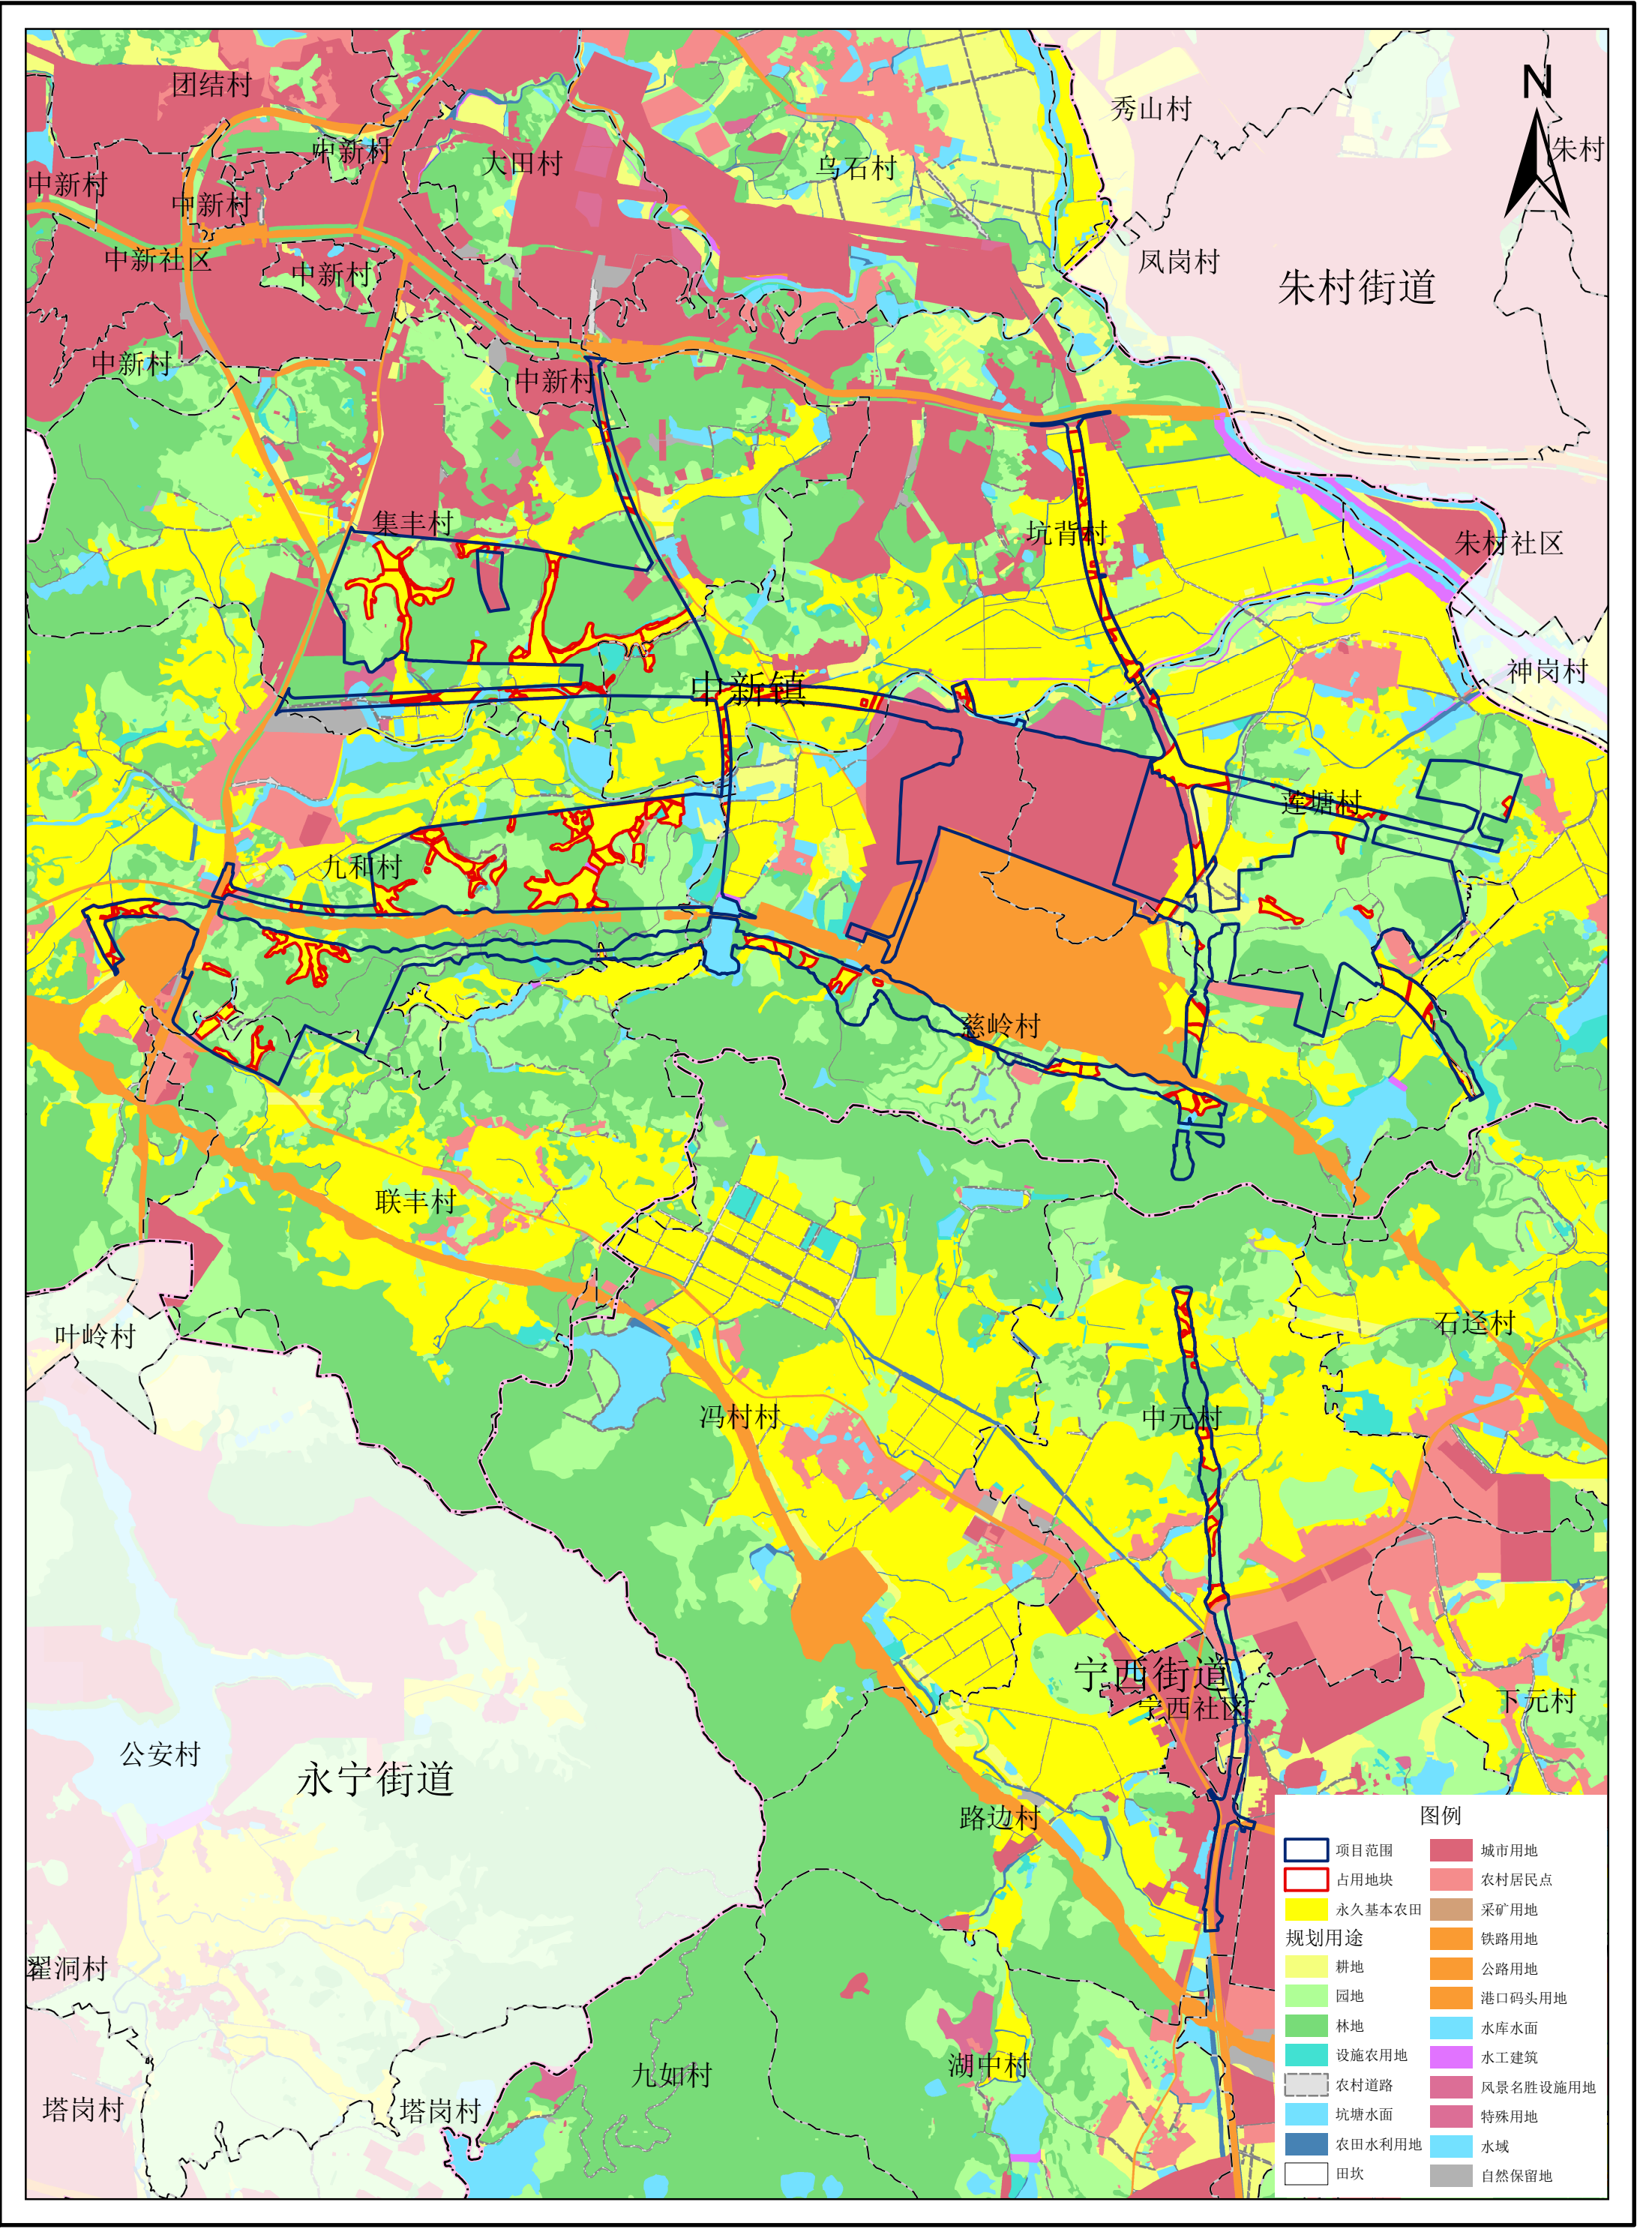 N
团结村
秀山村
中新村
大田村
乌石村
朱村
中新村
中新村
中新社区
中新村
凤岗村
朱村街道
中新村
中新村
集丰村
坑背村
朱村社区
神岗村
中新镇
莲塘村
九和村
慈岭村
联丰村
叶岭村
石迳村
冯村村
中元村
宁西街道
宁西社区
下元村
公安村
永宁街道
路边村
翟洞村
九如村
湖中村
塔岗村
塔岗村
图例
项目范围
占用地块
永久基本农田
规划用途
耕地
园地
林地
设施农用地
农村道路
坑塘水面
农田水利用地
田坎
城市用地
农村居民点
采矿用地
铁路用地
公路用地
港口码头用地
水库水面
水工建筑
风景名胜设施用地
特殊用地
水域
自然保留地